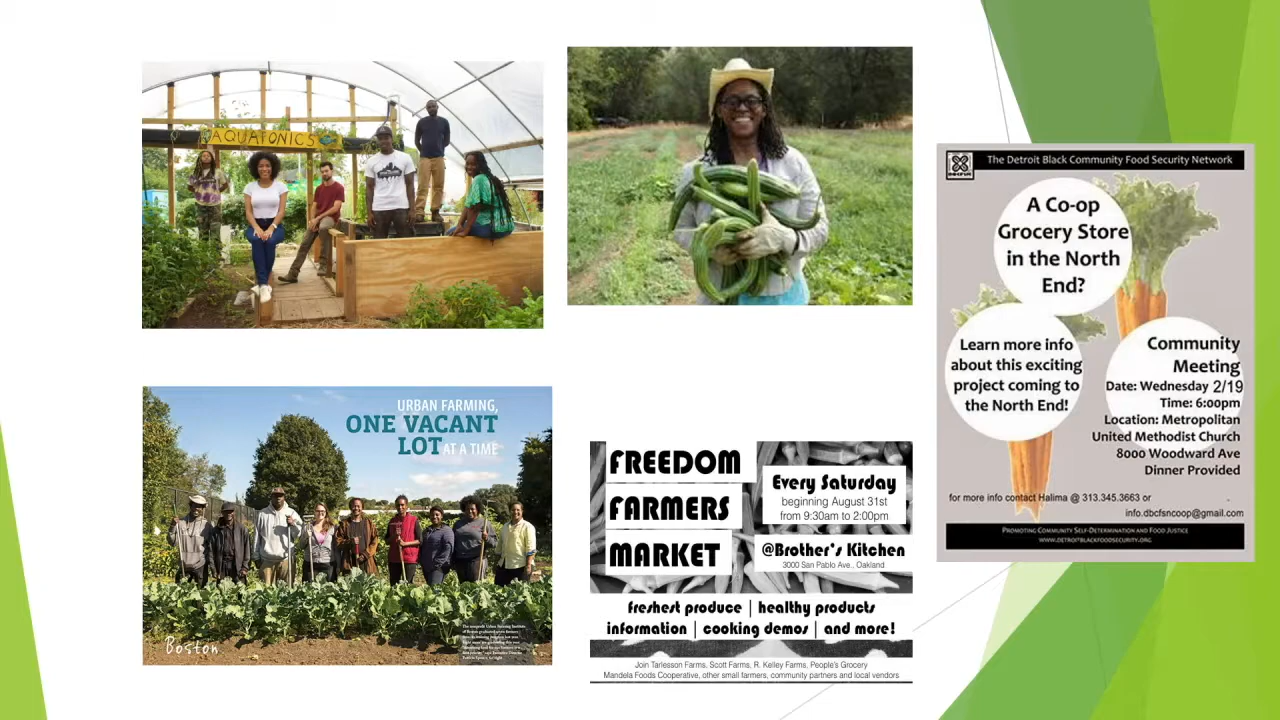 AQUAPONICS
URBAN FARMING,
ONE VACANT
LOT AT A TIME
Boston
FREEDOM
FARMERS
MARKET
Every Saturday
beginning August 31st
from 9:30am to 2:00pm
@Brother's Kitchen
3000 San Pablo Ave., Oakland
freshest produce | healthy products
information | cooking demos | and more!
Join Tarlesson Farms, Scott Farms, R. Kelley Farms, People's Grocery
Mandela Foods Cooperative, other small farmers, community partners and local vendors
The Detroit Black Community Food Security Network
A Co-op
Grocery Store
in the North
End?
Learn more info
about this exciting
project coming to
the North End!
Community
Meeting
Date: Wednesday 2/19
Time: 6:00pm
Location: Metropolitan
United Methodist Church
8000 Woodward Ave
Dinner Provided
for more info contact Halima @ 313.345.3663 or
info.dbcfsncoop@gmail.com
Promoting Community Self-Determination and Food Justice
www.detroitblackfoodsecurity.org